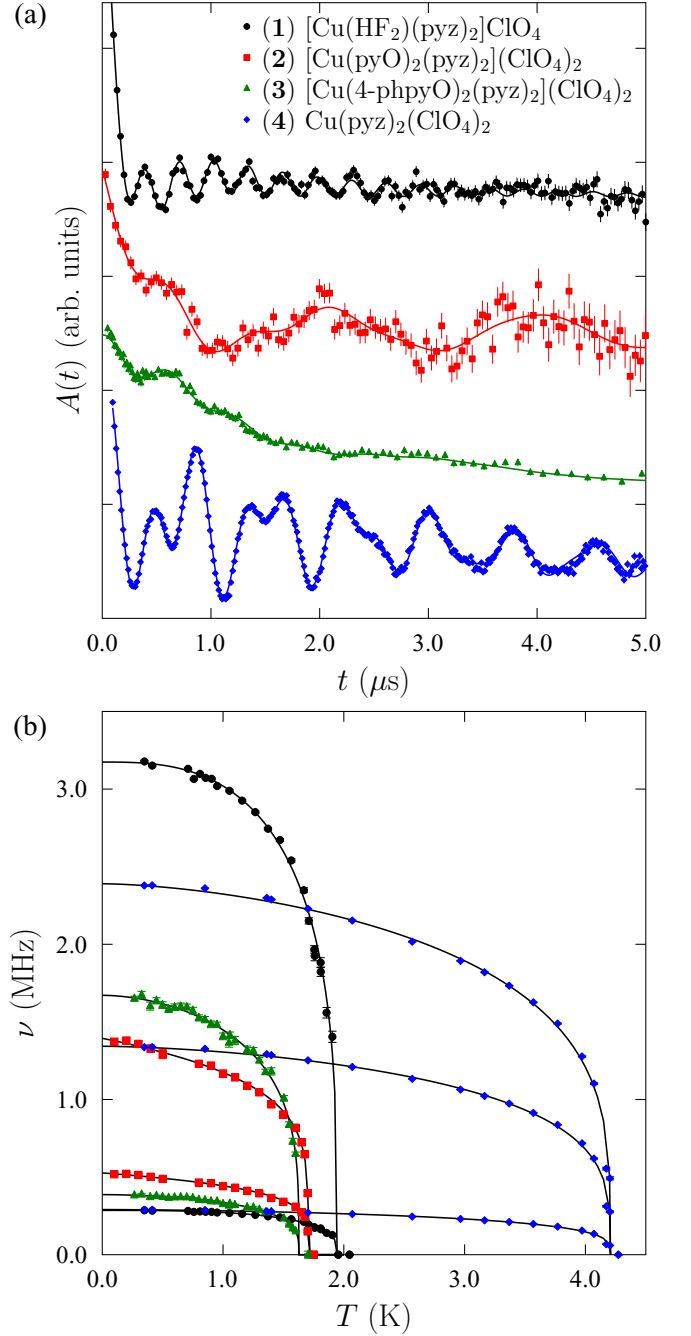 (a)
(1) [Cu(HF₂)(pyz)₂]ClO₄
(2) [Cu(pyO)₂(pyz)₂](ClO₄)₂
(3) [Cu(4-phpyO)₂(pyz)₂](ClO₄)₂
(4) Cu(pyz)₂(ClO₄)₂
A(t) (arb. units)
0.0 1.0 2.0 3.0 4.0 5.0
t (μs)
(b)
3.0
2.0
1.0
0.0
ν (MHz)
0.0 1.0 2.0 3.0 4.0
T (K)